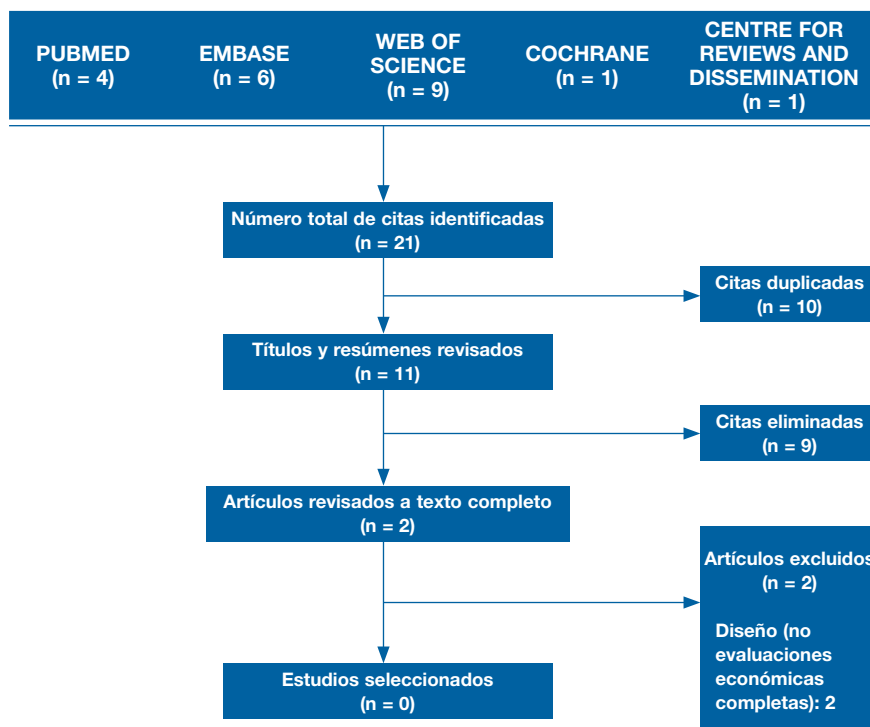 PUBMED
(n = 4)
EMBASE
(n = 6)
WEB OF
SCIENCE
(n = 9)
COCHRANE
(n = 1)
CENTRE FOR
REVIEWS AND
DISSEMINATION
(n = 1)
Número total de citas identificadas
(n = 21)
Citas duplicadas
(n = 10)
Títulos y resúmenes revisados
(n = 11)
Citas eliminadas
(n = 9)
Artículos revisados a texto completo
(n = 2)
Artículos excluidos
(n = 2)
Diseño (no
evaluaciones
económicas
completas): 2
Estudios seleccionados
(n = 0)